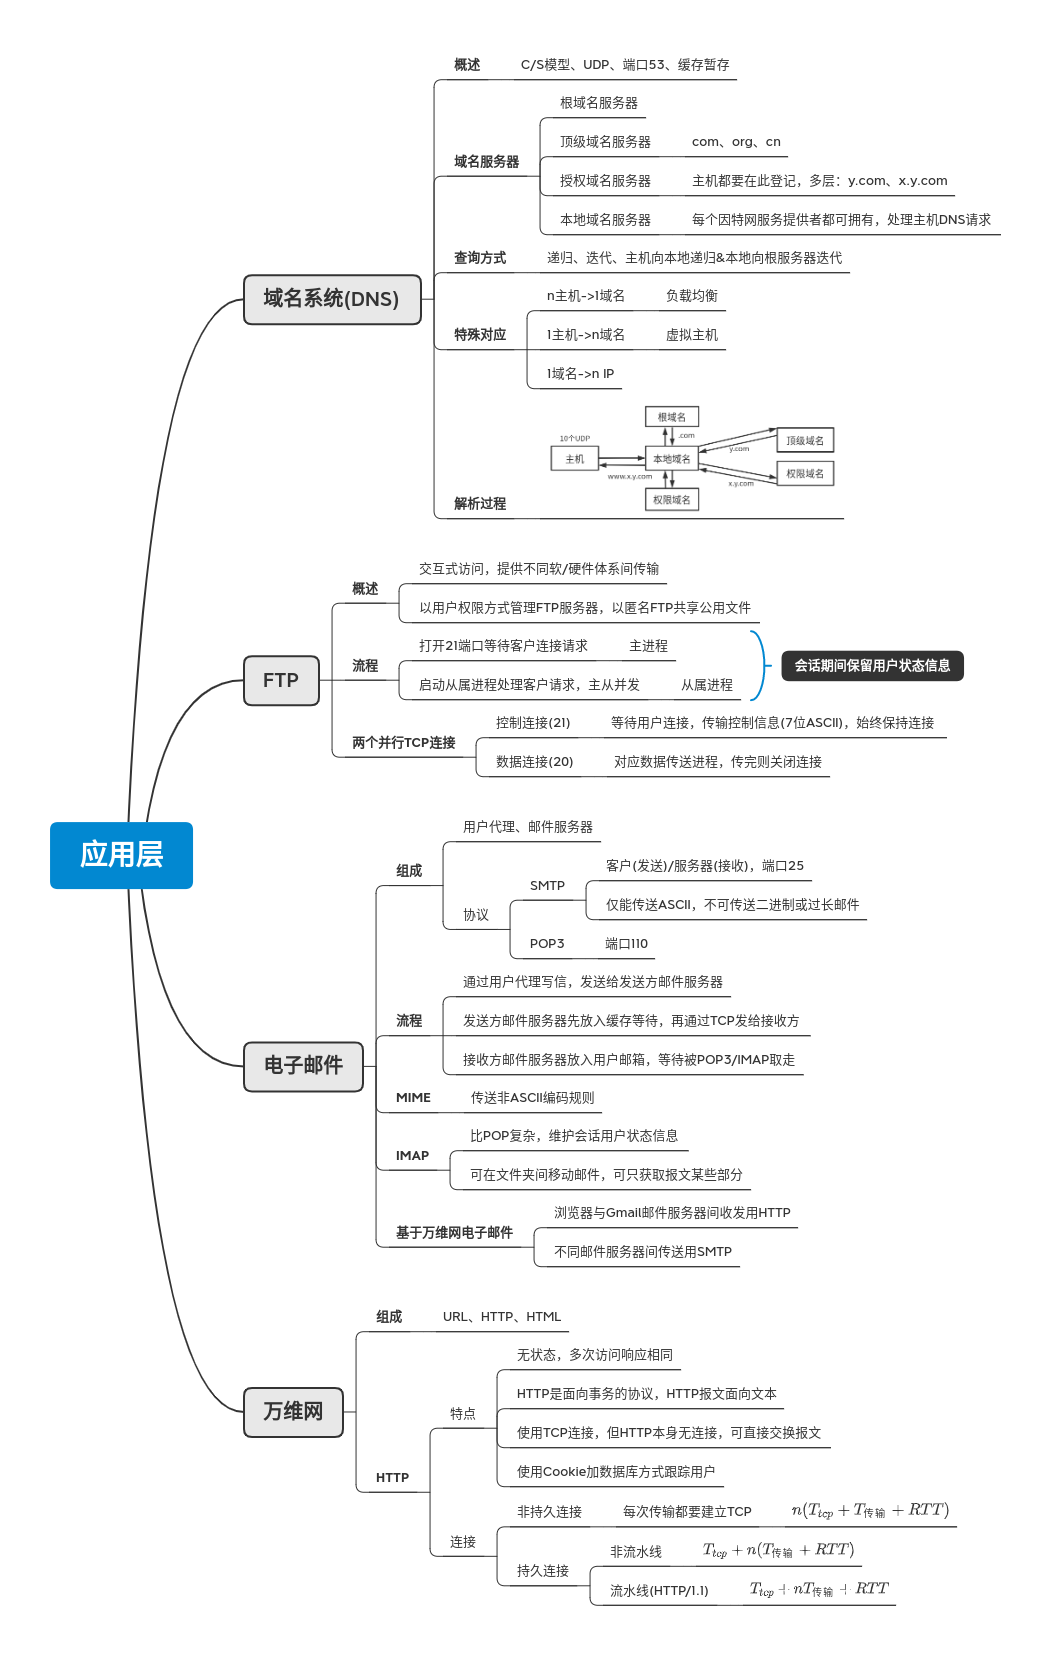 应用层
域名系统(DNS)
概述
C/S模型、UDP、端口53、缓存暂存
域名服务器
根域名服务器
顶级域名服务器
com、org、cn
授权域名服务器
主机都要在此登记，多层：y.com、x.y.com
本地域名服务器
每个因特网服务提供者都可拥有，处理主机DNS请求
查询方式
递归、迭代、主机向本地递归&本地向根服务器迭代
特殊对应
n主机->1域名
负载均衡
1主机->n域名
虚拟主机
1域名->n IP
解析过程
根域名
10个UDP
.com
顶级域名
主机
本地域名
y.com
www.x.y.com
权限域名
x.y.com
权限域名
FTP
概述
交互式访问，提供不同软/硬件体系间传输
以用户权限方式管理FTP服务器，以匿名FTP共享公用文件
流程
打开21端口等待客户连接请求
主进程
启动从属进程处理客户请求，主从并发
从属进程
会话期间保留用户状态信息
两个并行TCP连接
控制连接(21)
等待用户连接，传输控制信息(7位ASCII)，始终保持连接
数据连接(20)
对应数据传送进程，传完则关闭连接
电子邮件
组成
用户代理、邮件服务器
协议
SMTP
客户(发送)/服务器(接收)，端口25
仅能传送ASCII，不可传送二进制或过长邮件
POP3
端口110
流程
通过用户代理写信，发送给发送方邮件服务器
发送方邮件服务器先放入缓存等待，再通过TCP发给接收方
接收方邮件服务器放入用户邮箱，等待被POP3/IMAP取走
MIME
传送非ASCII编码规则
IMAP
比POP复杂，维护会话用户状态信息
可在文件夹间移动邮件，可只获取报文某些部分
基于万维网电子邮件
浏览器与Gmail邮件服务器间收发用HTTP
不同邮件服务器间传送用SMTP
万维网
组成
URL、HTTP、HTML
HTTP
特点
无状态，多次访问响应相同
HTTP是面向事务的协议，HTTP报文面向文本
使用TCP连接，但HTTP本身无连接，可直接交换报文
使用Cookie加数据库方式跟踪用户
连接
非持久连接
每次传输都要建立TCP
n(Ttcp + T传输 + RTT)
持久连接
非流水线
Ttcp + n(T传输 + RTT)
流水线(HTTP/1.1)
Ttcp + nT传输 + RTT